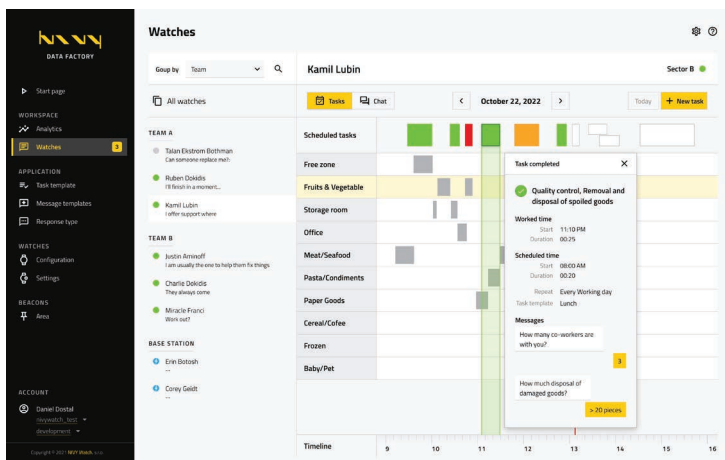 NIVVY
DATA FACTORY
Start page
WORKSPACE
Analytics
Watches 3
APPLICATION
Task template
Message templates
Response type
WATCHES
Configuration
Settings
BEACONS
Area
ACCOUNT
Daniel Dostal
nivywatch_test
development
Copyright © 2021 NIVY Watch, s.r.o.
Watches
Goup by Team
All watches
TEAM A
Talan Ekstrom Bothman
Can someone replace me?:
Ruben Dokidis
I'll finish in a moment...
Kamil Lubin
I offer support where
TEAM B
Justin Aminoff
I am usually the one to help them fix things
Charlie Dokidis
They always come
Miracle Franci
Work out?
BASE STATION
Erin Botosh
...
Corey Geidt
...
Kamil Lubin
Sector B
Tasks Chat
October 22, 2022
Today + New task
Scheduled tasks
Free zone
Fruits & Vegetable
Storage room
Office
Meat/Seafood
Pasta/Condiments
Paper Goods
Cereal/Cofee
Frozen
Baby/Pet
Timeline 9 10 11 12 13 14 15 16
Task completed
Quality control, Removal and
disposal of spoiled goods
Worked time
Start 11:10 PM
Duration 00:25
Scheduled time
Start 08:00 AM
Duration 00:20
Repeat Every Working day
Task template Lunch
Messages
How many co-workers are
with you?
3
How much disposal of
damaged goods?
> 20 pieces